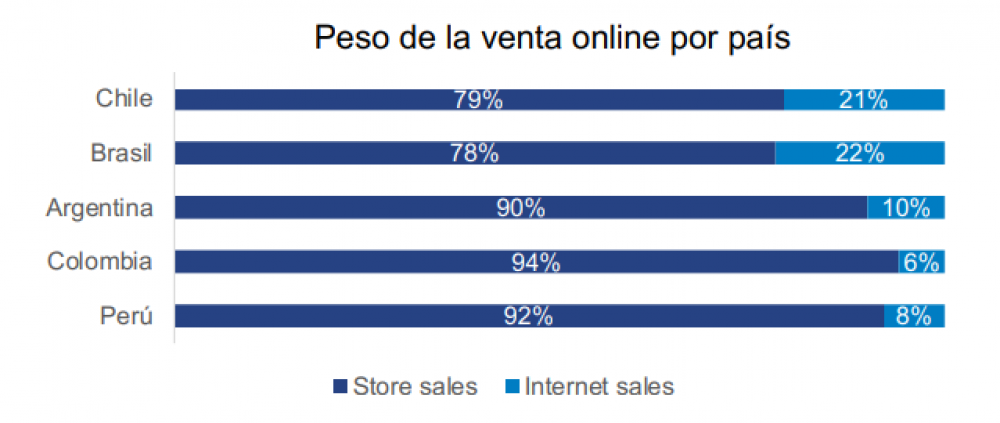 Peso de la venta online por país
Chile 79% 21%
Brasil 78% 22%
Argentina 90% 10%
Colombia 94% 6%
Perú 92% 8%
Store sales Internet sales